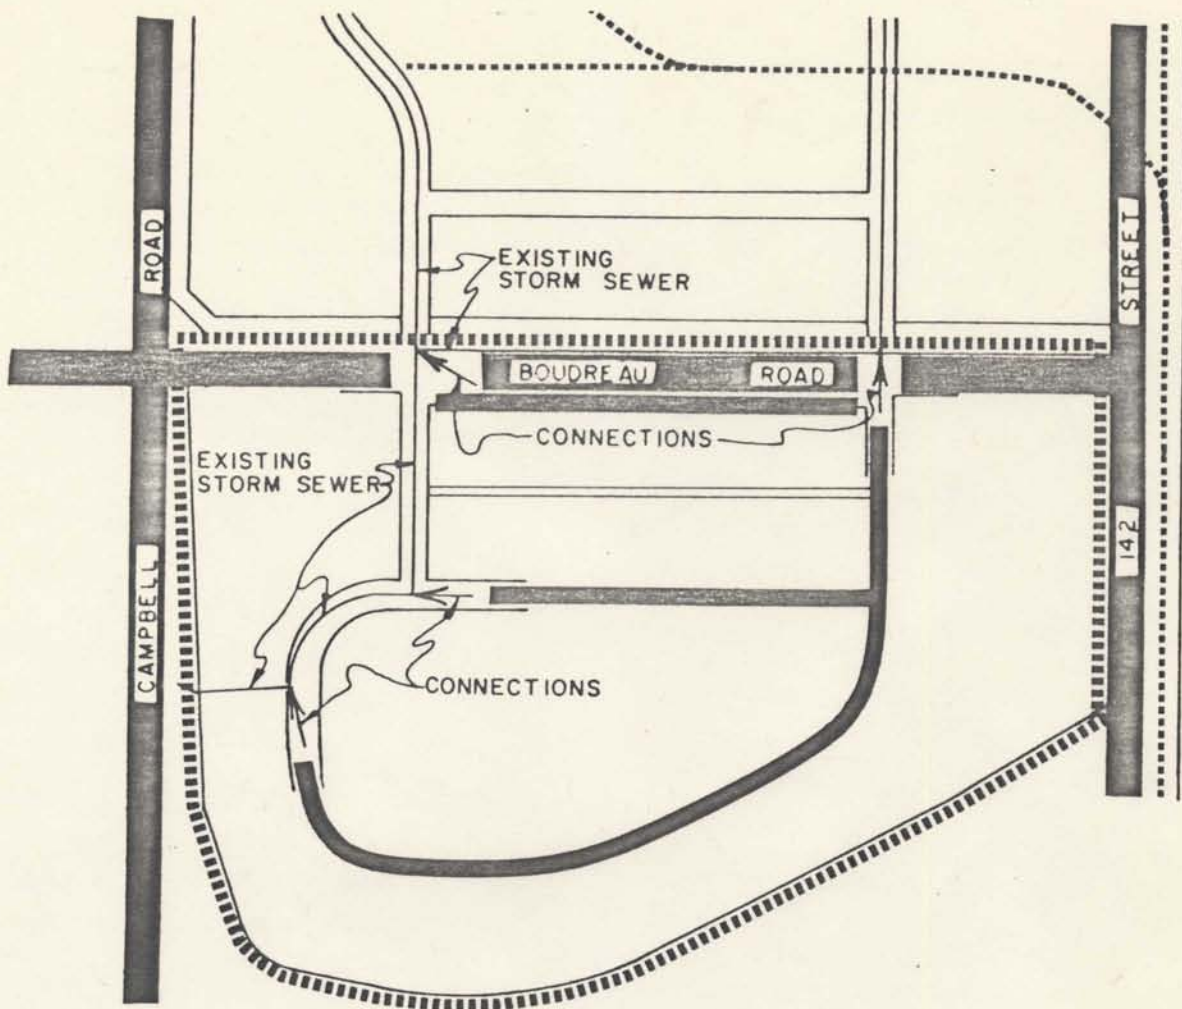 ROAD
STREET
EXISTING
STORM SEWER
BOUDREAU ROAD
CONNECTIONS
EXISTING
STORM SEWER
142
CAMPBELL
CONNECTIONS